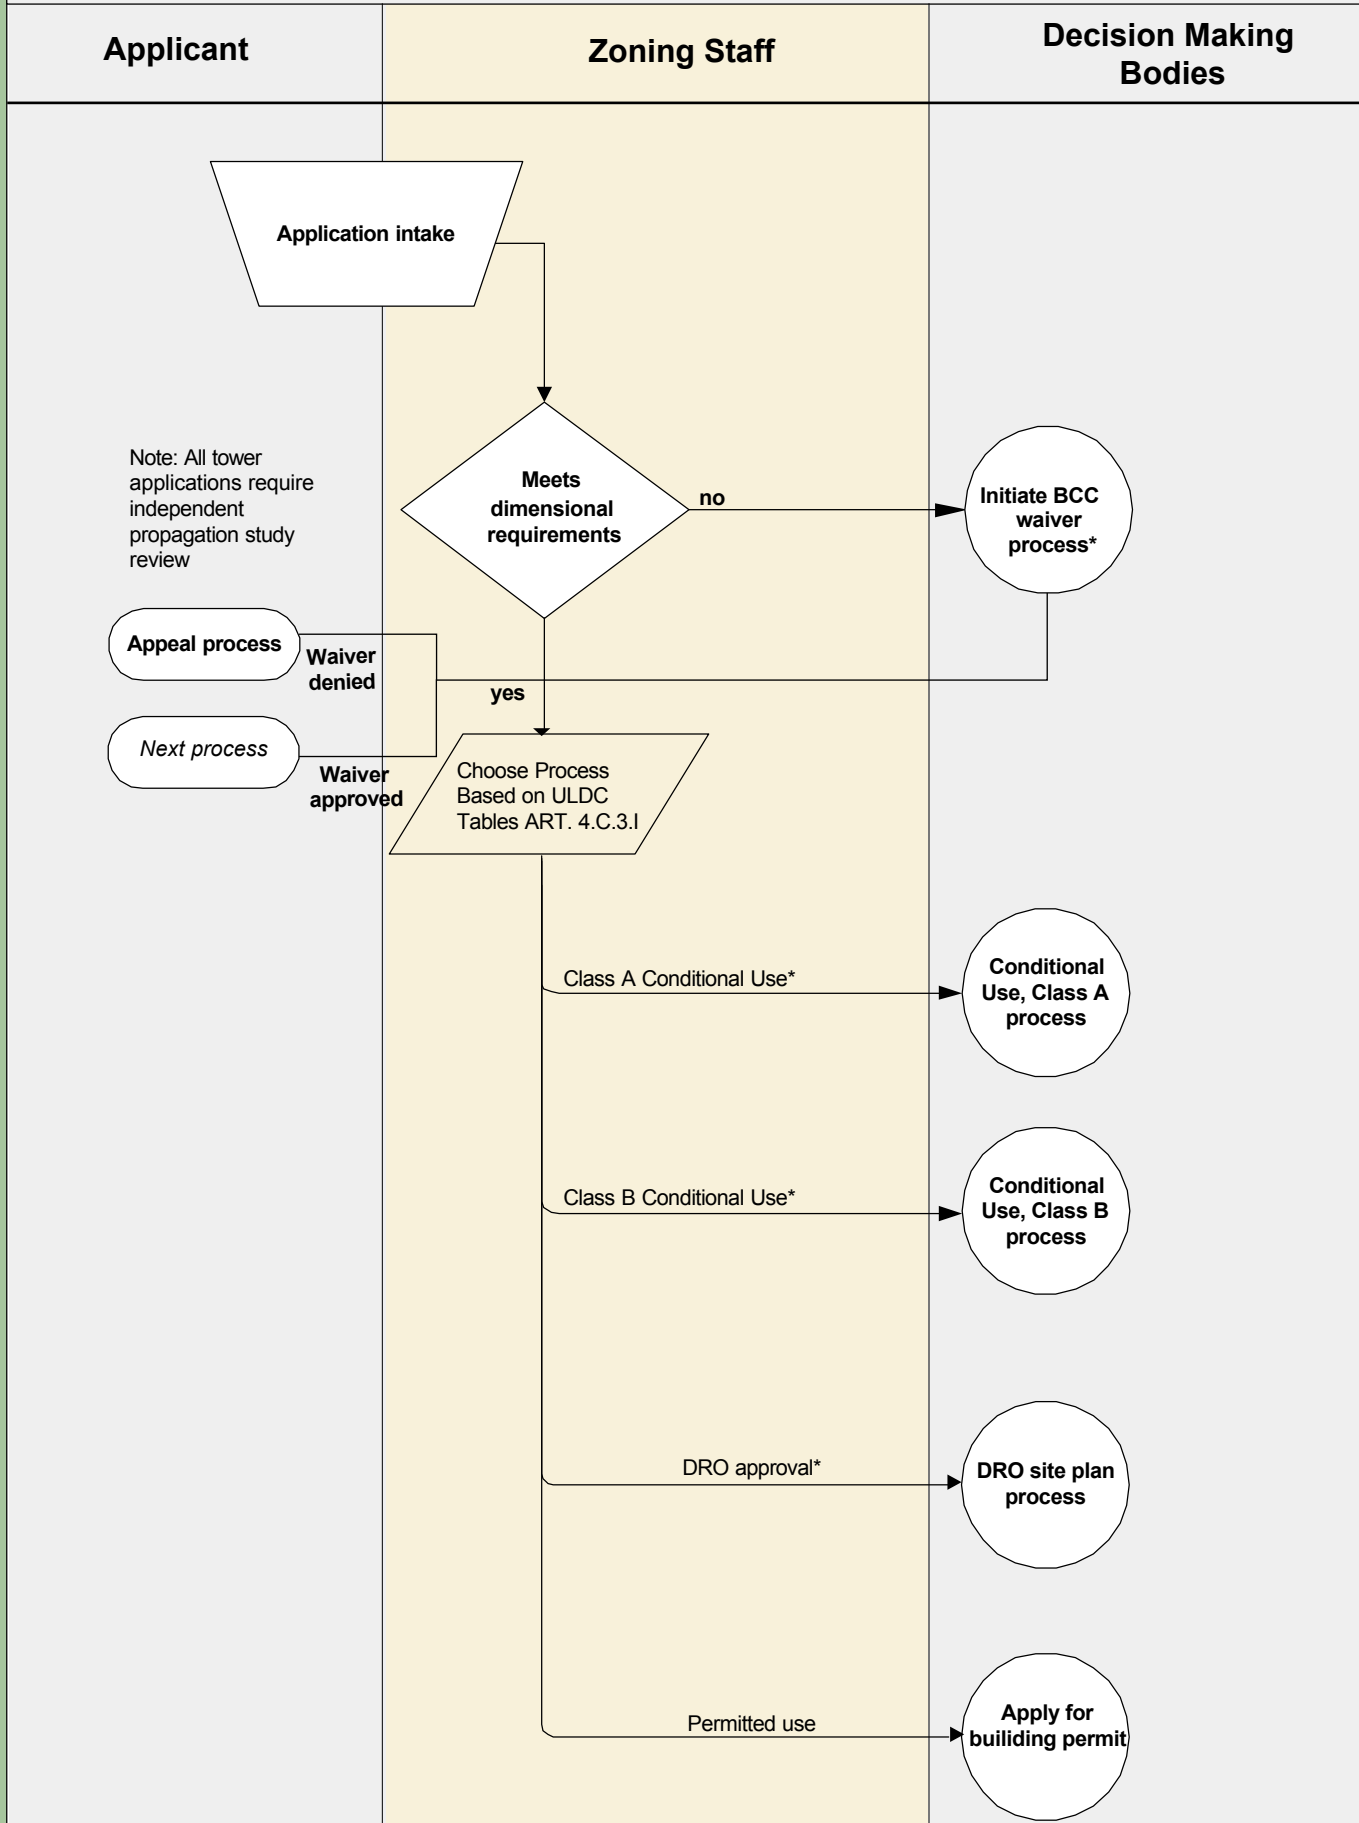 Applicant
Zoning Staff
Decision Making
Bodies
Application intake
Note: All tower
applications require
independent
propagation study
review
Meets
dimensional
requirements
no
Initiate BCC
waiver
process*
Appeal process
Waiver
denied
yes
Next process
Waiver
approved
Choose Process
Based on ULDC
Tables ART. 4.C.3.I
Class A Conditional Use*
Conditional
Use, Class A
process
Class B Conditional Use*
Conditional
Use, Class B
process
DRO approval*
DRO site plan
process
Permitted use
Apply for
builiding permit